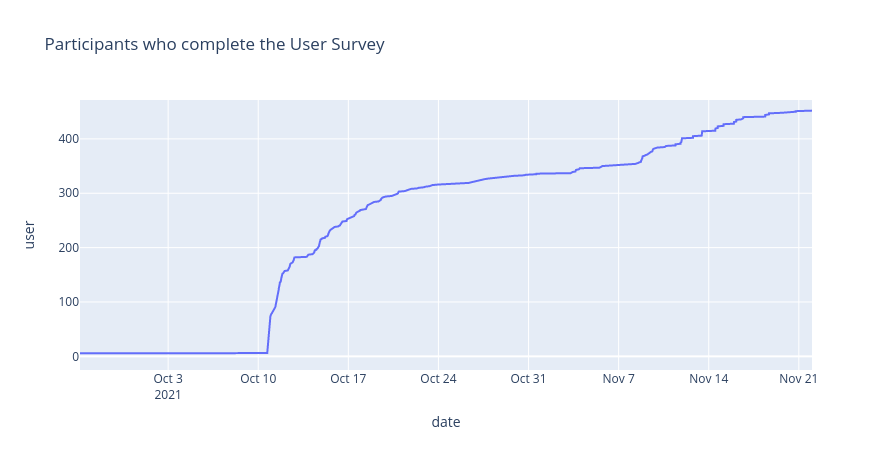 Participants who complete the User Survey
user
400
300
200
100
0
Oct 3
2021
Oct 10
Oct 17
Oct 24
Oct 31
Nov 7
Nov 14
Nov 21
date